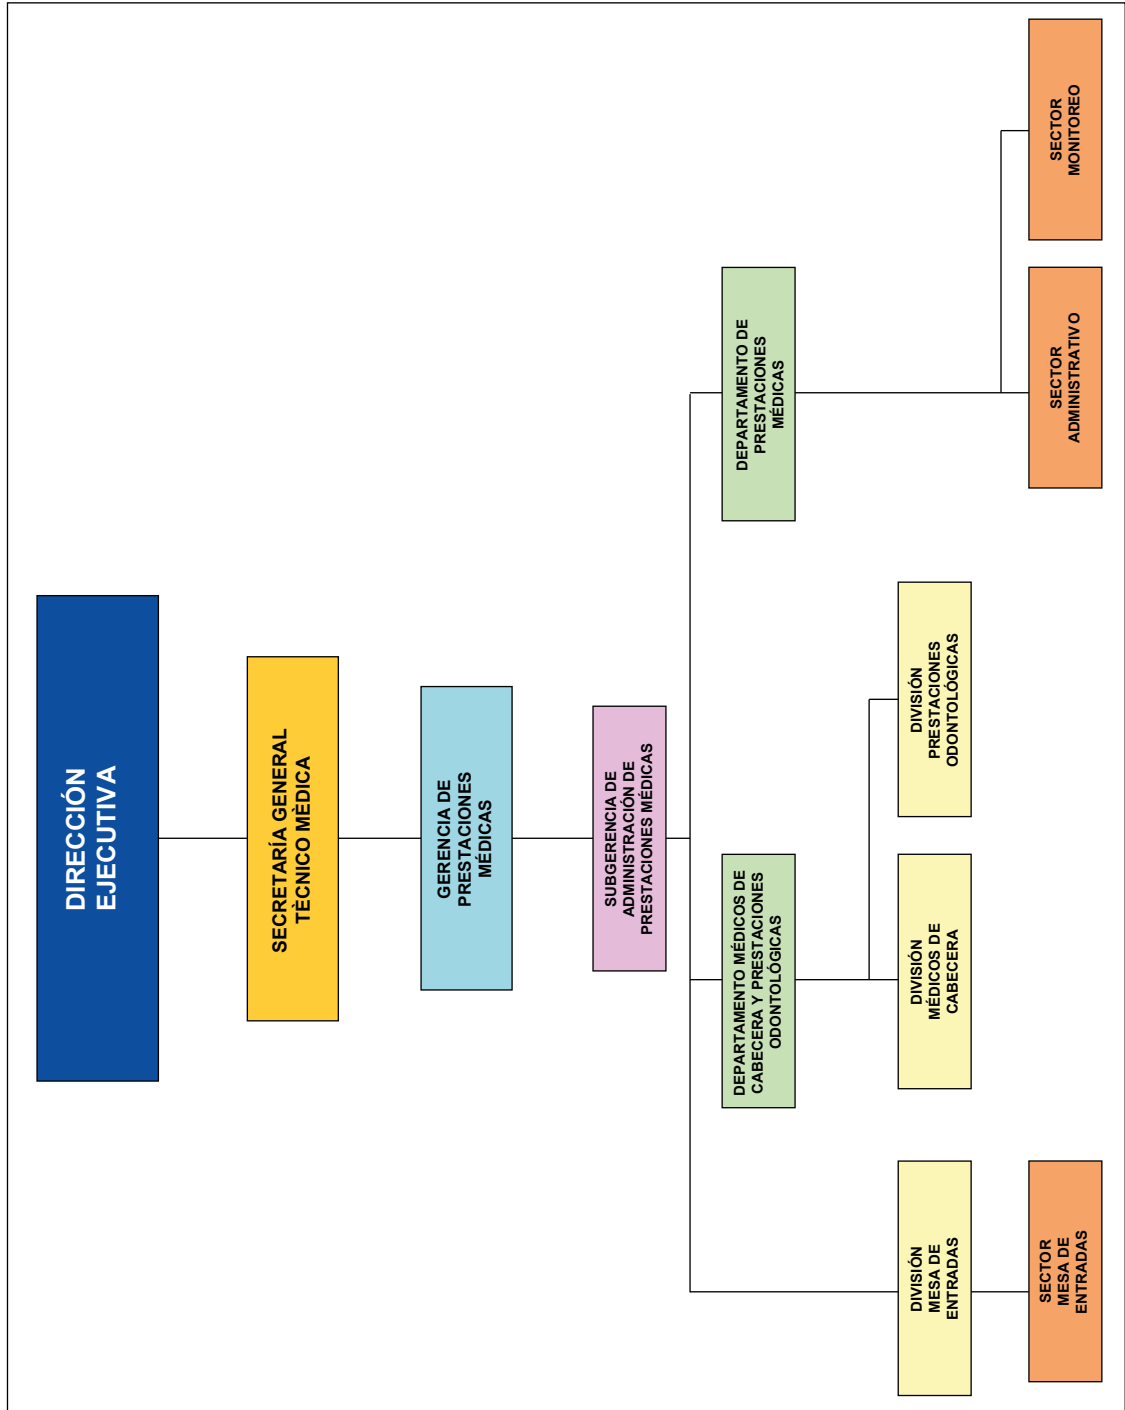 DIRECCIÓN
EJECUTIVA
SECRETARÍA GENERAL
TÈCNICO MÈDICA
GERENCIA DE
PRESTACIONES
MÉDICAS
SUBGERENCIA DE
ADMINISTRACIÓN DE
PRESTACIONES MÉDICAS
DEPARTAMENTO MÉDICOS DE
CABECERA Y PRESTACIONES
ODONTOLÓGICAS
DEPARTAMENTO DE
PRESTACIONES
MÉDICAS
DIVISIÓN
MESA DE
ENTRADAS
DIVISIÓN
MÉDICOS DE
CABECERA
DIVISIÓN
PRESTACIONES
ODONTOLÓGICAS
SECTOR
MESA DE
ENTRADAS
SECTOR
ADMINISTRATIVO
SECTOR
MONITOREO